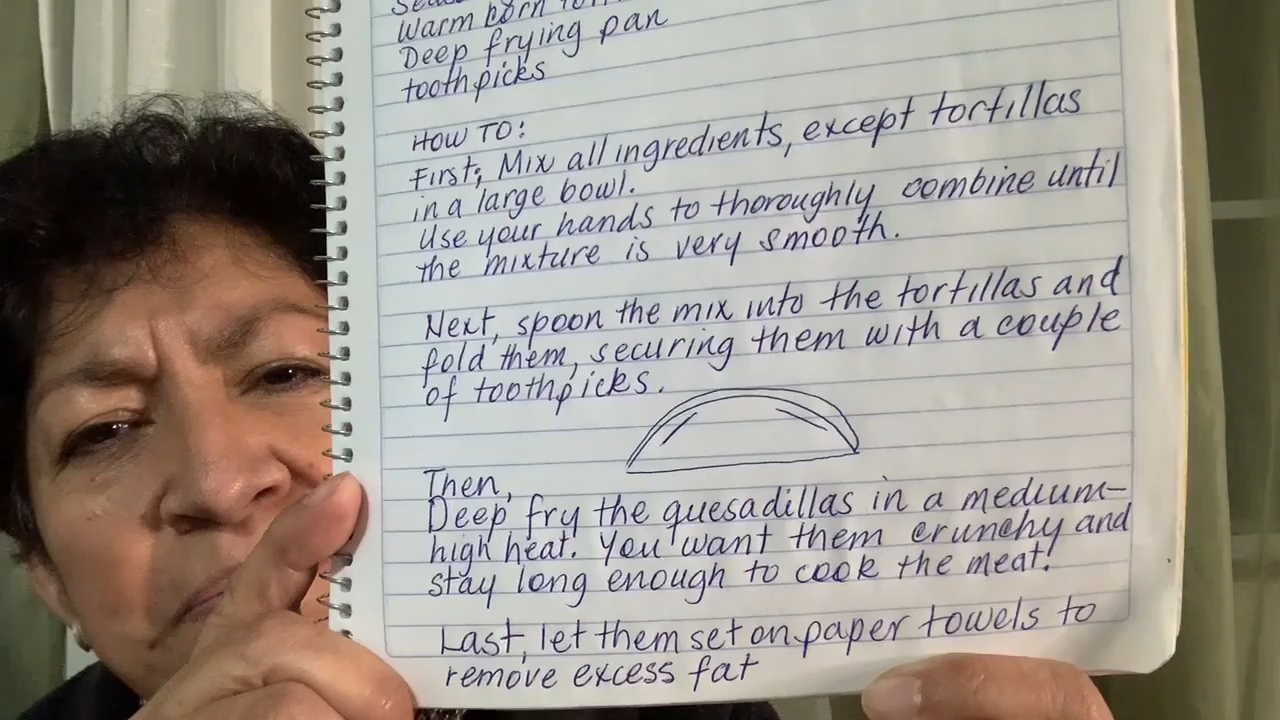 Warm
Deep frying pan
toothpicks
HOW TO:
First, Mix all ingredients, except tortillas
in a large bowl.
Use your hands to thoroughly combine until
the mixture is very smooth.
Next, spoon the mix into the tortillas and
fold them, securing them with a couple
of toothpicks.
Then,
Deep fry the quesadillas in a medium-
high heat. You want them crunchy and
stay long enough to cook the meat!
Last, let them set on paper towels to
remove excess fat